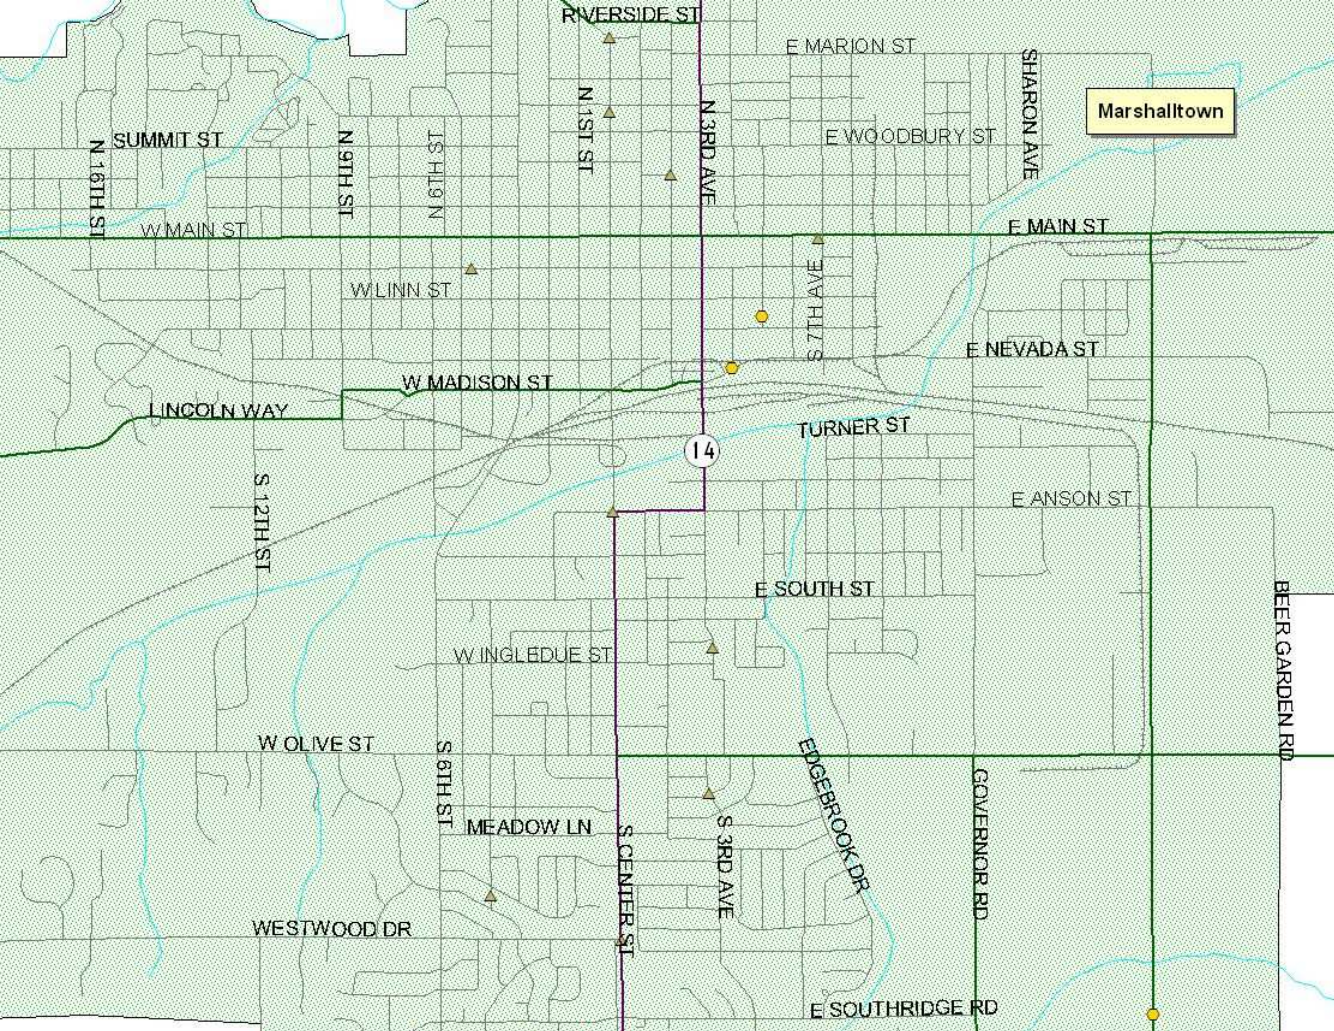 RIVERSIDE ST
E MARION ST
SHARON AVE
Marshalltown
N 1ST ST
N 3RD AVE
SUMMIT ST
N 16TH ST
N 9TH ST
N 6TH ST
E WOODBURY ST
W MAIN ST
E MAIN ST
W LINN ST
S 7TH AVE
E NEVADA ST
W MADISON ST
LINCOLN WAY
TURNER ST
14
S 12TH ST
E ANSON ST
E SOUTH ST
BEER GARDEN RD
W INGLEDUE ST
W OLIVE ST
S 6TH ST
EDGEBROOK DR
GOVERNOR RD
MEADOW LN
S CENTER ST
S 3RD AVE
WESTWOOD DR
E SOUTHRIDGE RD